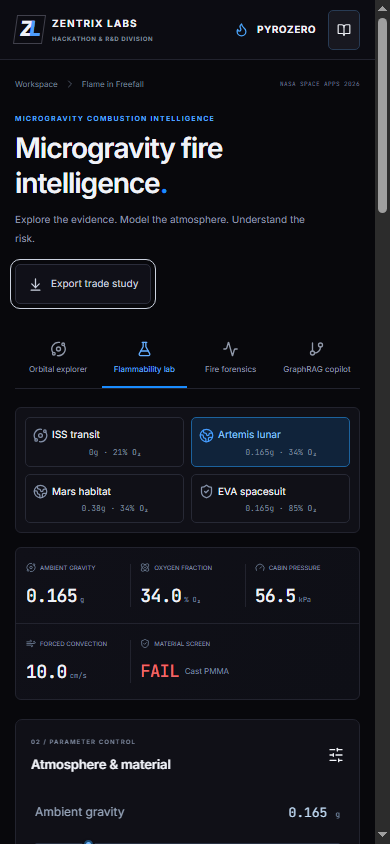 ZL ZENTRIX LABS
HACKATHON & R&D DIVISION
PYROZERO
Workspace > Flame in Freefall
NASA SPACE APPS 2026
MICROGRAVITY COMBUSTION INTELLIGENCE
Microgravity fire
intelligence.
Explore the evidence. Model the atmosphere. Understand the
risk.
Export trade study
Orbital explorer
Flammability lab
Fire forensics
GraphRAG copilot
ISS transit
0g · 21% O₂
Artemis lunar
0.165g · 34% O₂
Mars habitat
0.38g · 34% O₂
EVA spacesuit
0.165g · 85% O₂
AMBIENT GRAVITY
0.165 g
OXYGEN FRACTION
34.0 % O₂
CABIN PRESSURE
56.5 kPa
FORCED CONVECTION
10.0 cm/s
MATERIAL SCREEN
FAIL Cast PMMA
02 / PARAMETER CONTROL
Atmosphere & material
Ambient gravity
0.165 g